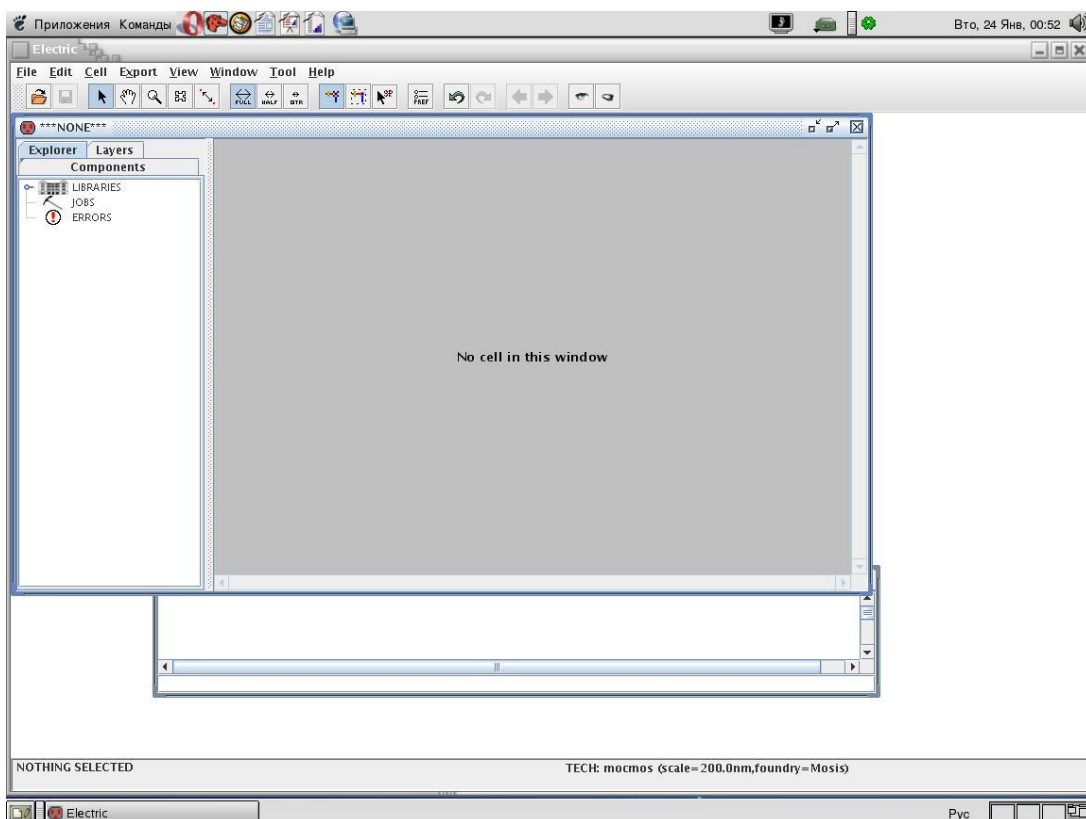 Приложения Команды
Вто, 24 Янв, 00:52
Electric
File Edit Cell Export View Window Tool Help
FULL HALF QTR SP PREF
***NONE***
Explorer Layers
Components
LIBRARIES
JOBS
ERRORS
No cell in this window
NOTHING SELECTED
TECH: mocmos (scale=200.0nm,foundry=Mosis)
Electric
Рус